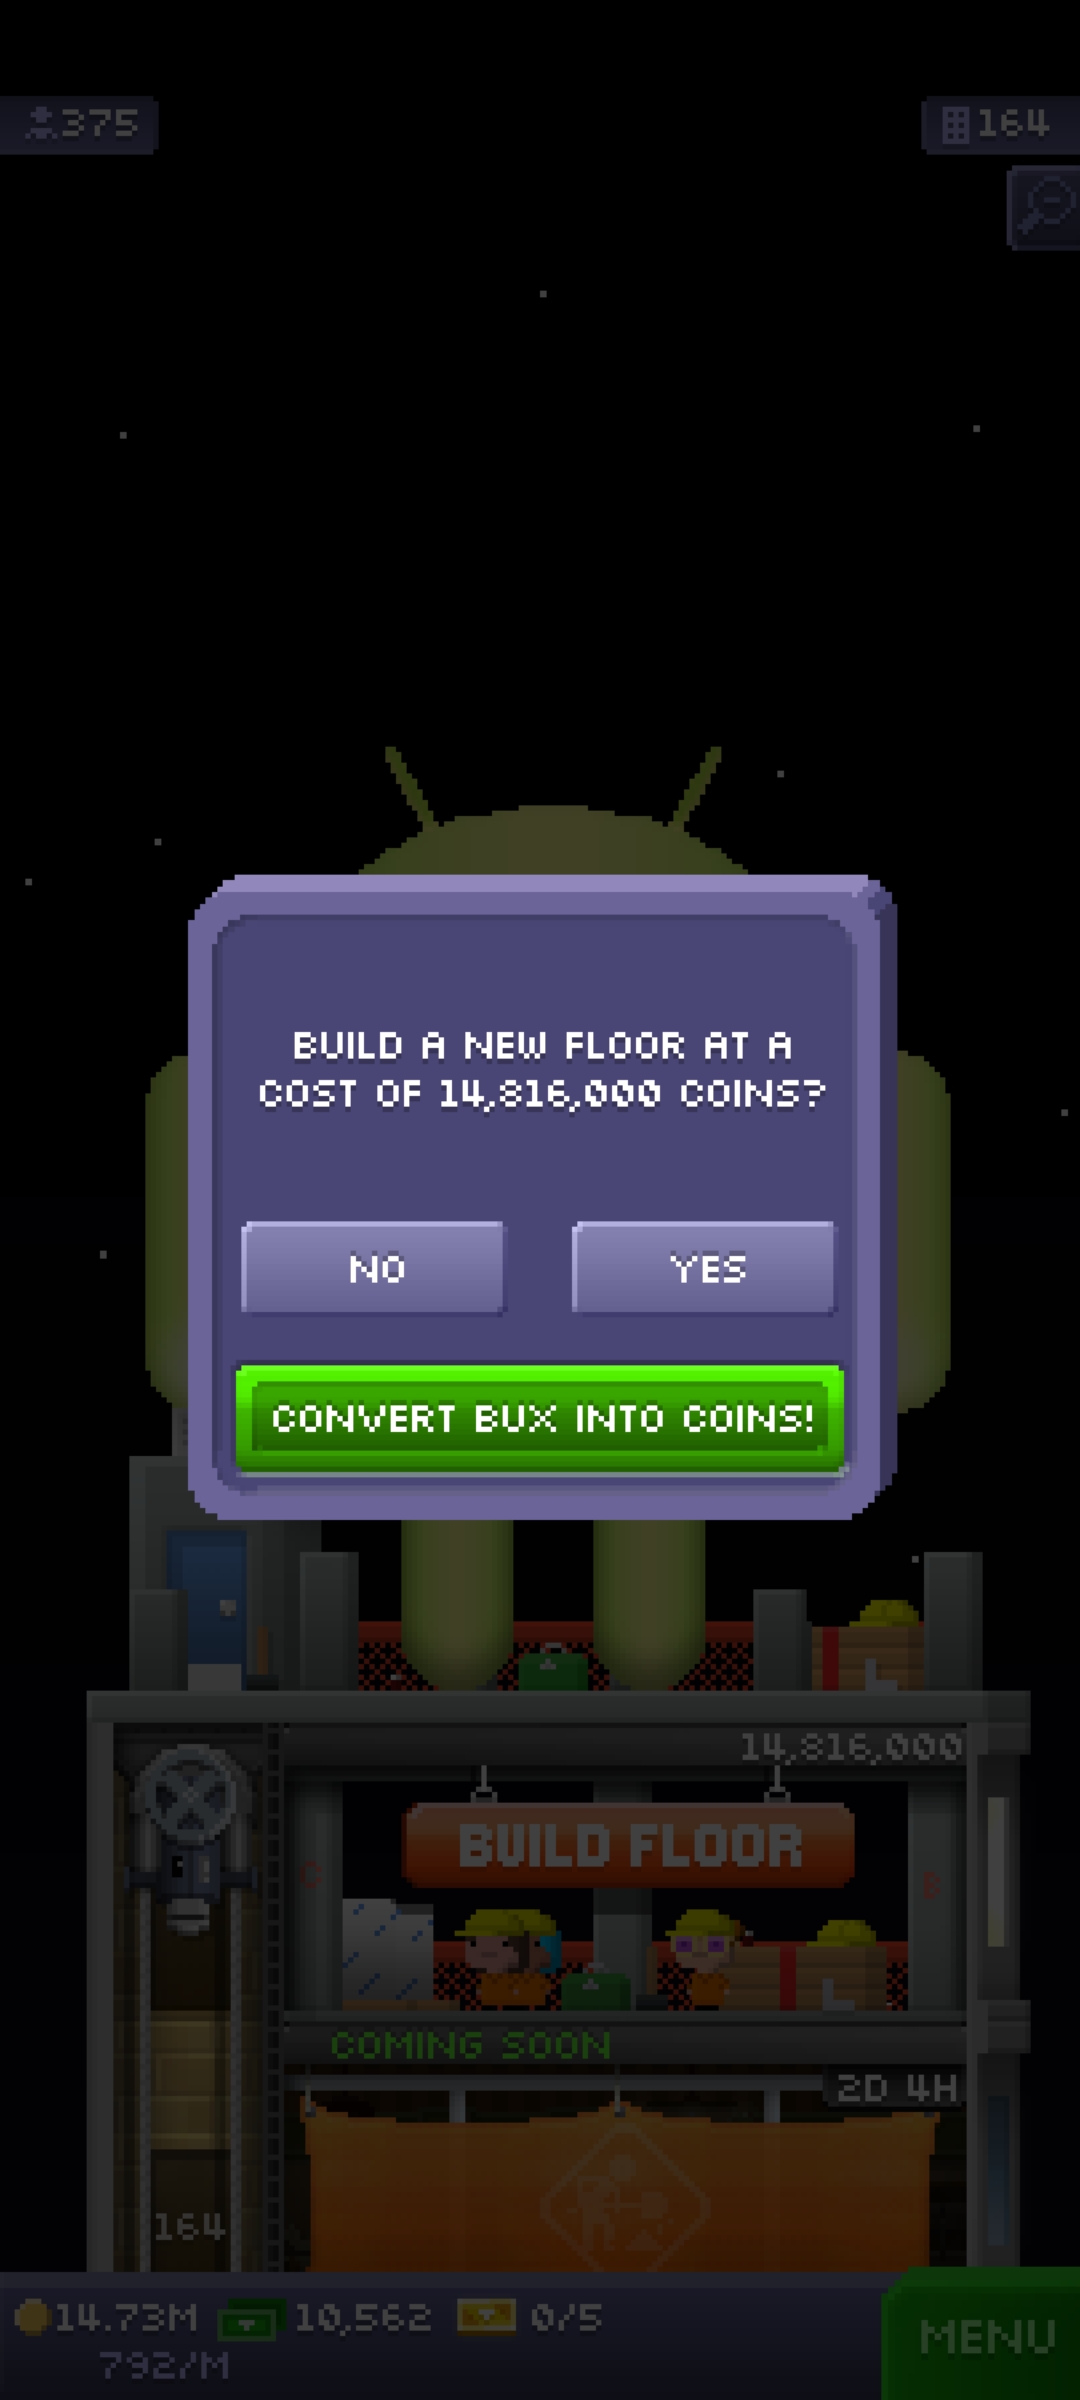 375
164
BUILD A NEW FLOOR AT A
COST OF 14,816,000 COINS?
NO
YES
CONVERT BUX INTO COINS!
14,816,000
BUILD FLOOR
C
B
COMING SOON
2D 4H
164
14.73M 10,562 0/5
792/M
MENU